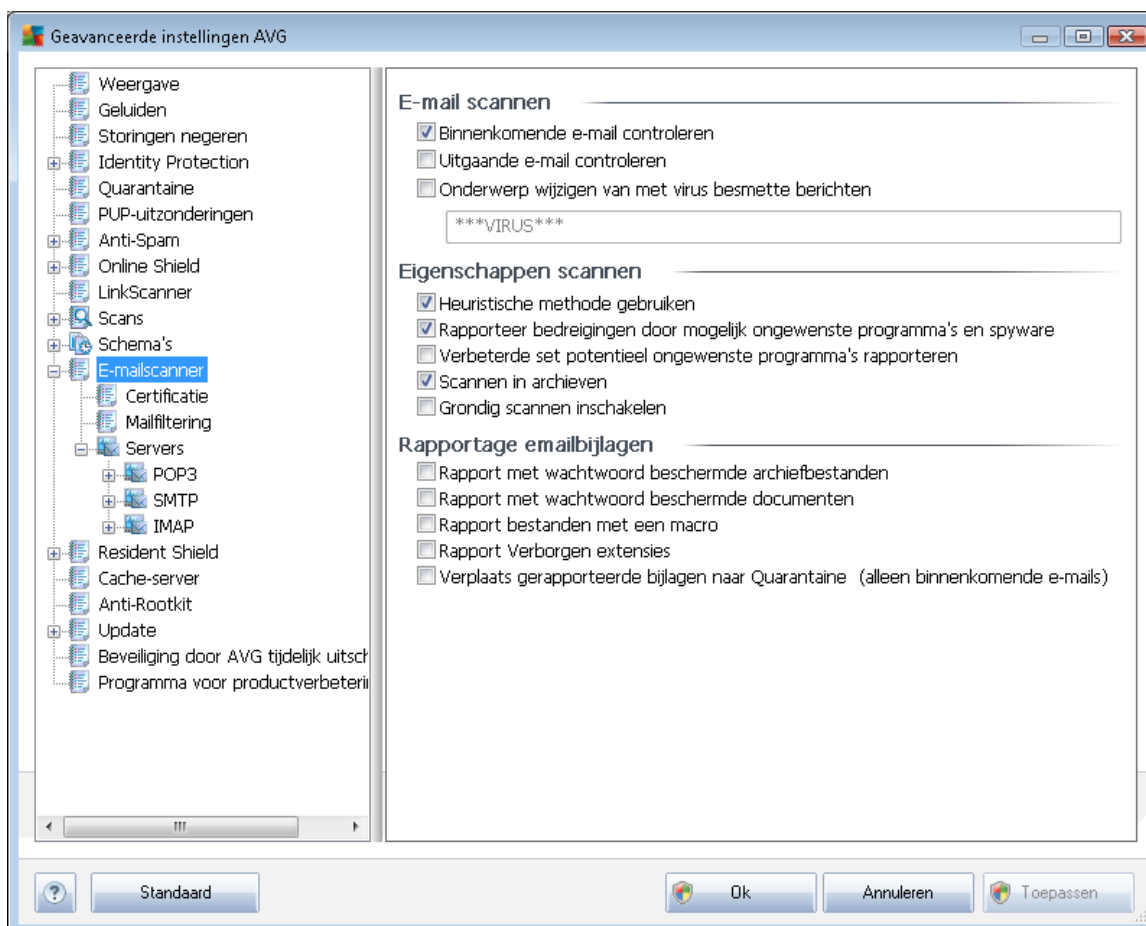 Geavanceerde instellingen AVG
Weergave
Geluiden
Storingen negeren
Identity Protection
Quarantaine
PUP-uitzonderingen
Anti-Spam
Online Shield
LinkScanner
Scans
Schema's
E-mailscanner
Certificatie
Mailfiltering
Servers
POP3
SMTP
IMAP
Resident Shield
Cache-server
Anti-Rootkit
Update
Beveiliging door AVG tijdelijk uitsch
Programma voor productverbeterin
E-mail scannen
Binnenkomende e-mail controleren
Uitgaande e-mail controleren
Onderwerp wijzigen van met virus besmette berichten
***VIRUS***
Eigenschappen scannen
Heuristische methode gebruiken
Rapporteer bedreigingen door mogelijk ongewenste programma's en spyware
Verbeterde set potentieel ongewenste programma's rapporteren
Scannen in archieven
Grondig scannen inschakelen
Rapportage emailbijlagen
Rapport met wachtwoord beschermde archiefbestanden
Rapport met wachtwoord beschermde documenten
Rapport bestanden met een macro
Rapport Verborgen extensies
Verplaats gerapporteerde bijlagen naar Quarantaine (alleen binnenkomende e-mails)
? Standaard Ok Annuleren Toepassen